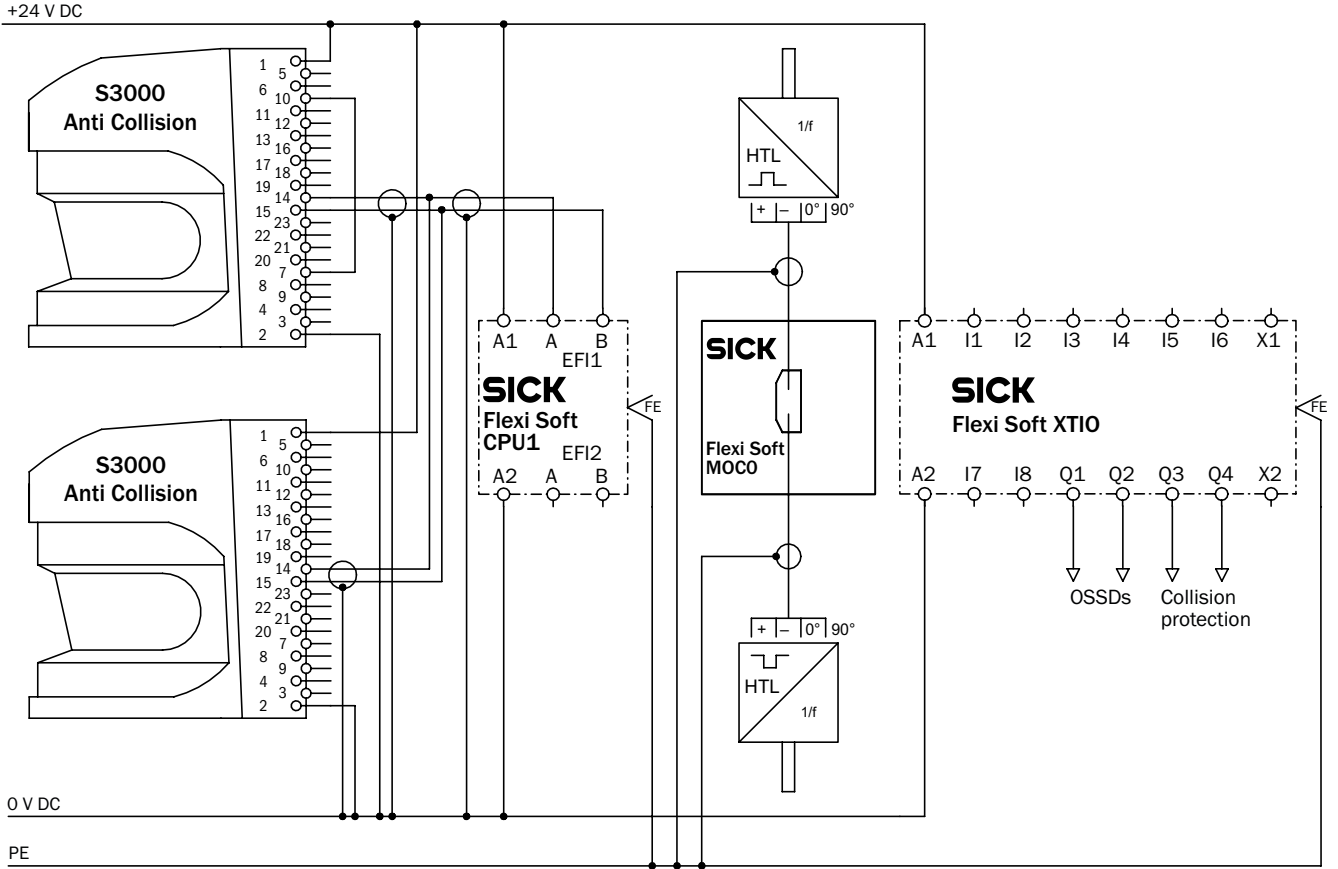 +24 V DC
S3000
Anti Collision
1
5
6
10
11
12
13
16
17
18
19
14
15
23
22
21
20
7
8
9
4
3
2
1/f
HTL
+ – 0° 90°
A1 A B
EFI1
SICK
Flexi Soft
CPU1
EFI2
A2 A B
FE
SICK
Flexi Soft
MOC0
A1 I1 I2 I3 I4 I5 I6 X1
SICK
Flexi Soft XTIO
A2 I7 I8 Q1 Q2 Q3 Q4 X2
FE
OSSDs
Collision
protection
S3000
Anti Collision
1
5
6
10
11
12
13
16
17
18
19
14
15
23
22
21
20
7
8
9
4
3
2
+ – 0° 90°
HTL
1/f
0 V DC
PE